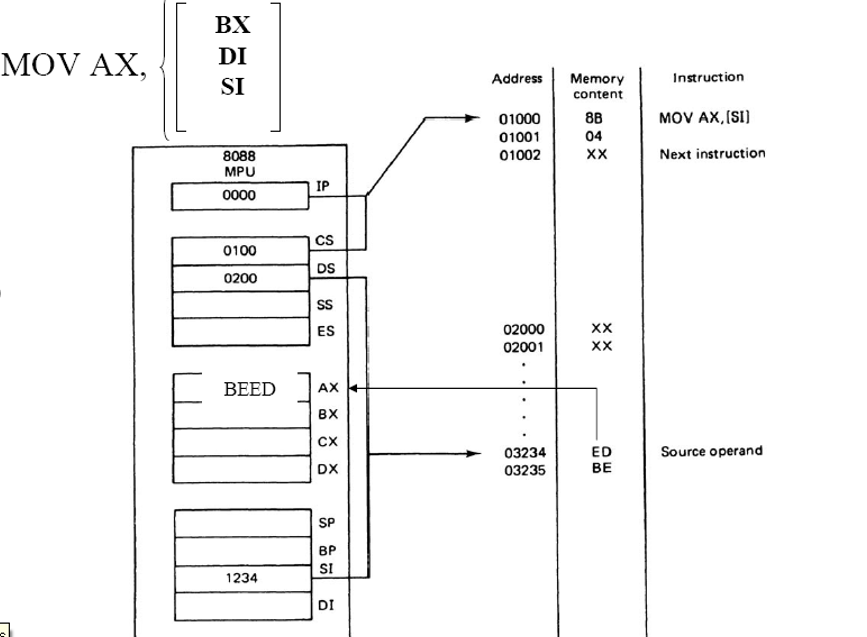 MOV AX,
BX
DI
SI
Address
Memory
content
Instruction
01000 8B MOV AX,[SI]
01001 04
01002 XX Next instruction
8088
MPU
0000 IP
0100 CS
0200 DS
SS
ES
02000 XX
02001 XX
BEED AX
BX
CX
DX
03234 ED Source operand
03235 BE
SP
BP
1234 SI
DI